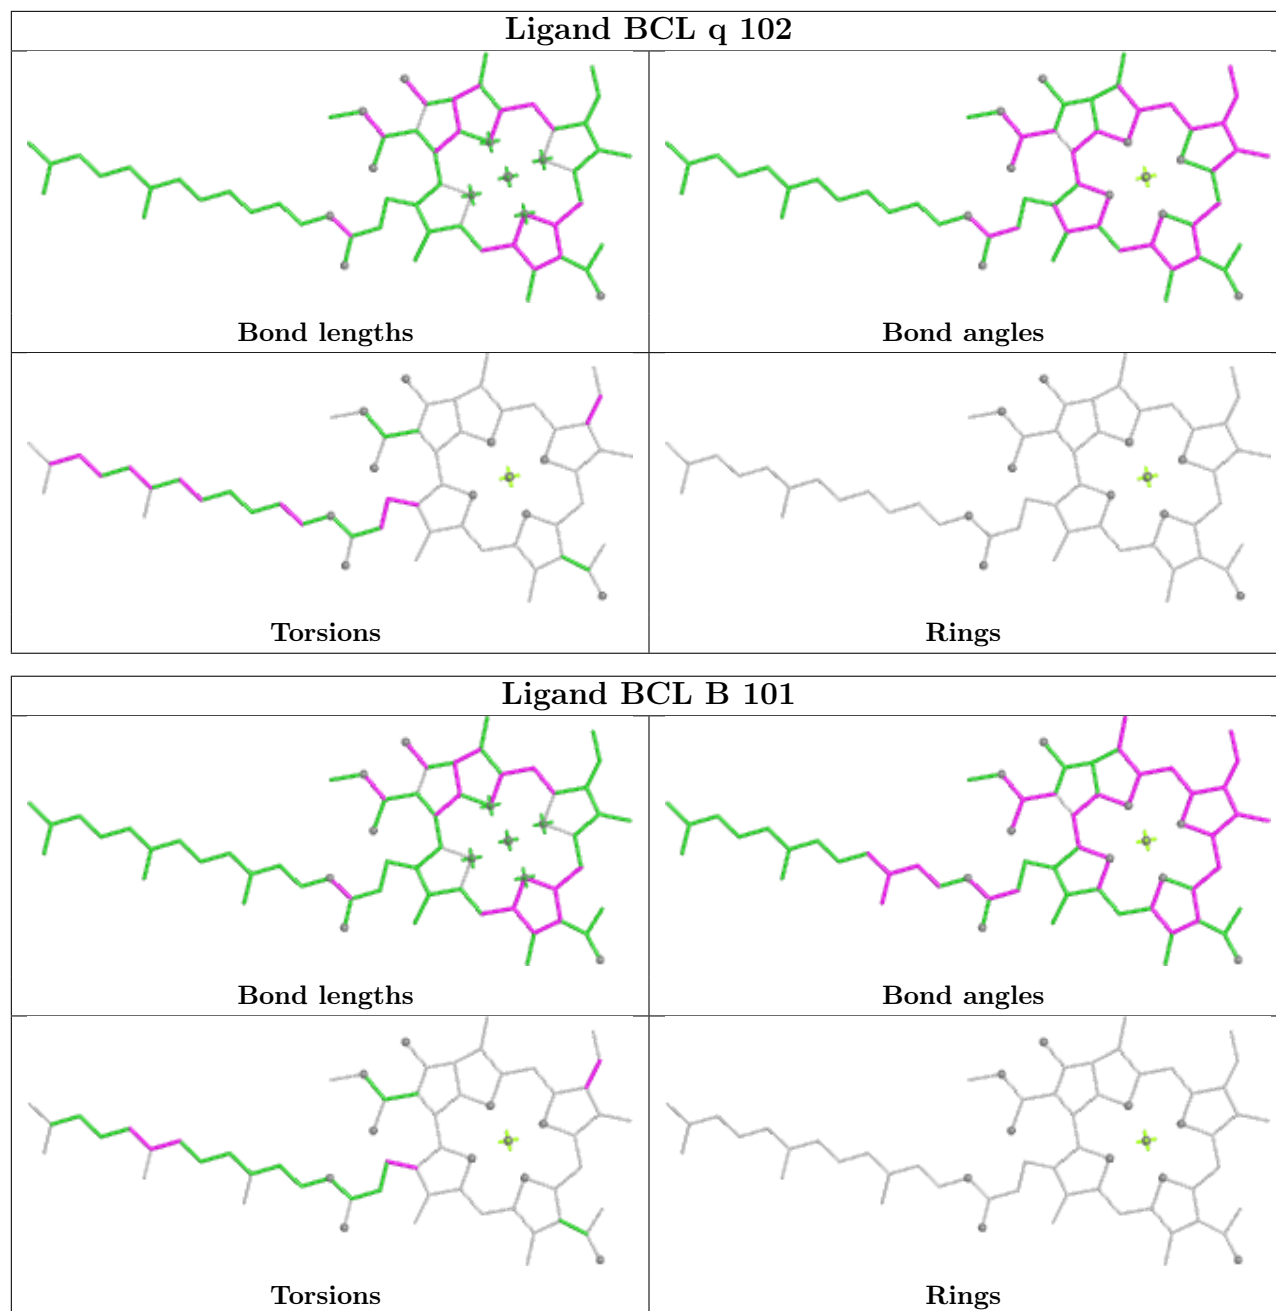 Ligand BCL q 102
Bond lengths
Bond angles
Torsions
Rings
Ligand BCL B 101
Bond lengths
Bond angles
Torsions
Rings